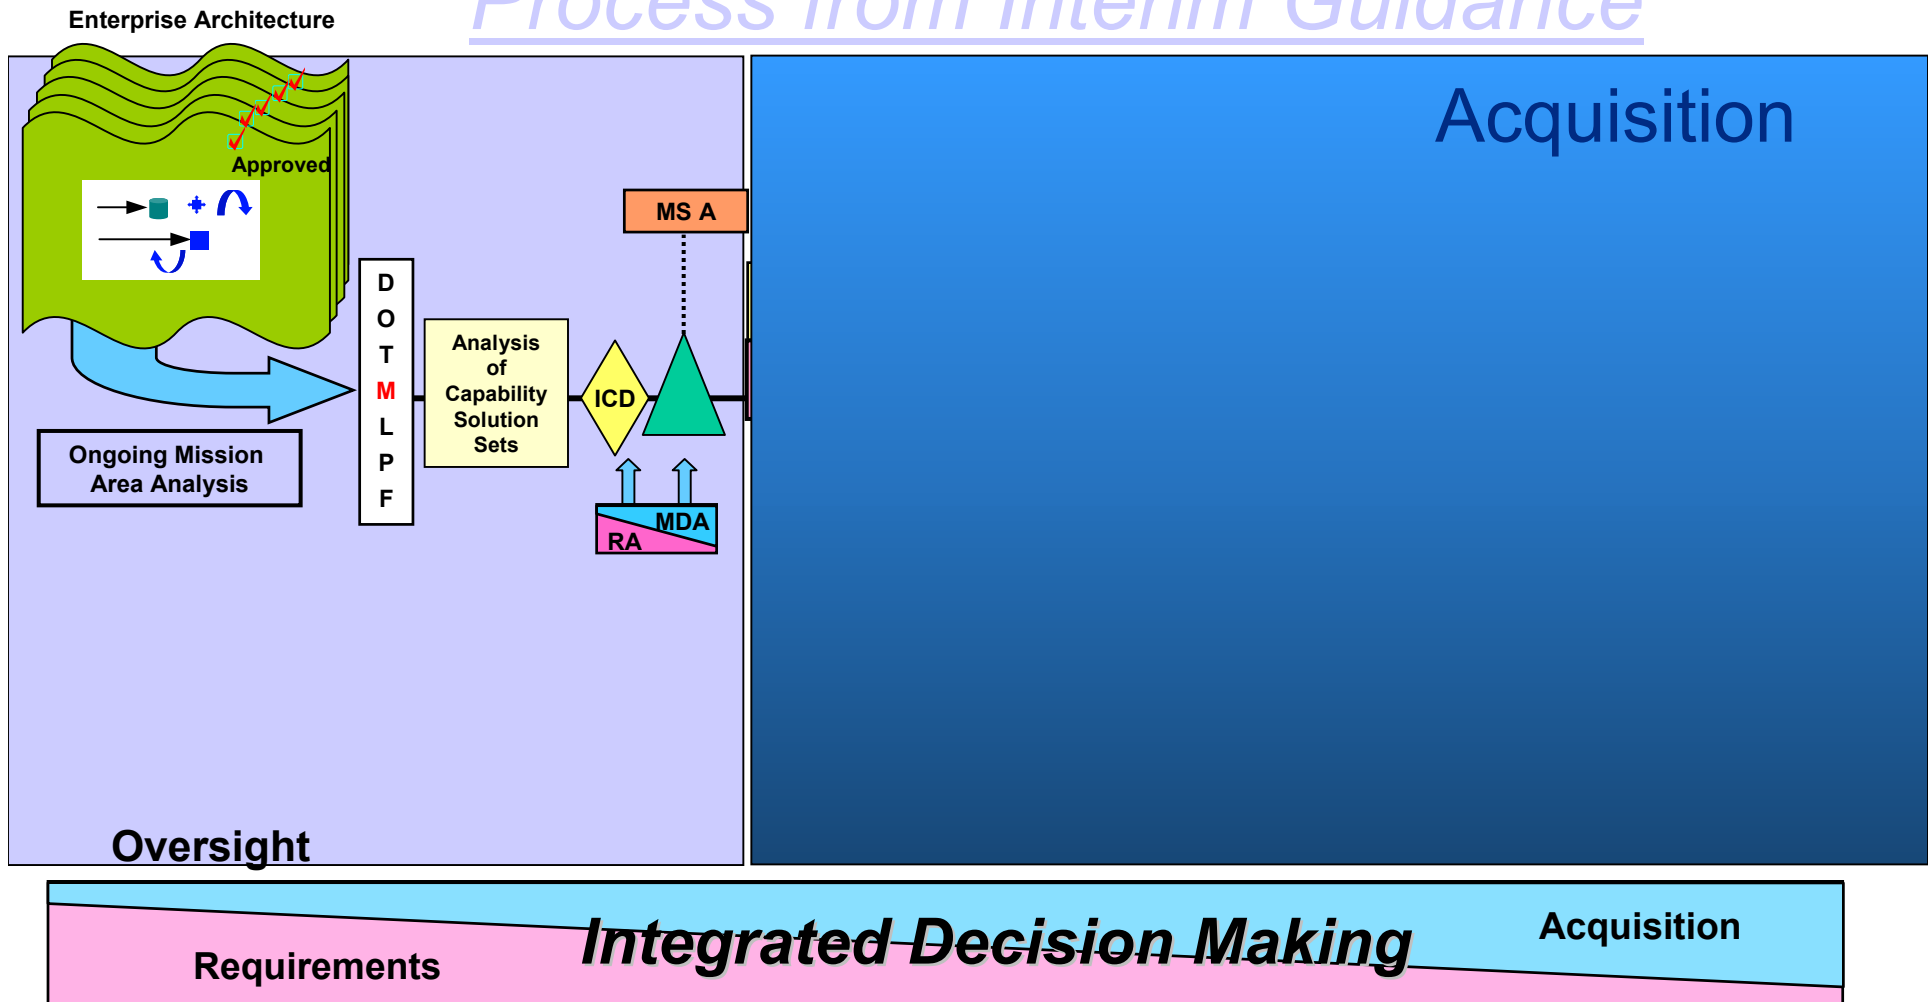 Process from Interim Guidance
Enterprise Architecture
Approved
Acquisition
MS A
D
O
T
M
L
P
F
Analysis
of
Capability
Solution
Sets
ICD
Ongoing Mission
Area Analysis
MDA
RA
Oversight
Integrated Decision Making
Acquisition
Requirements